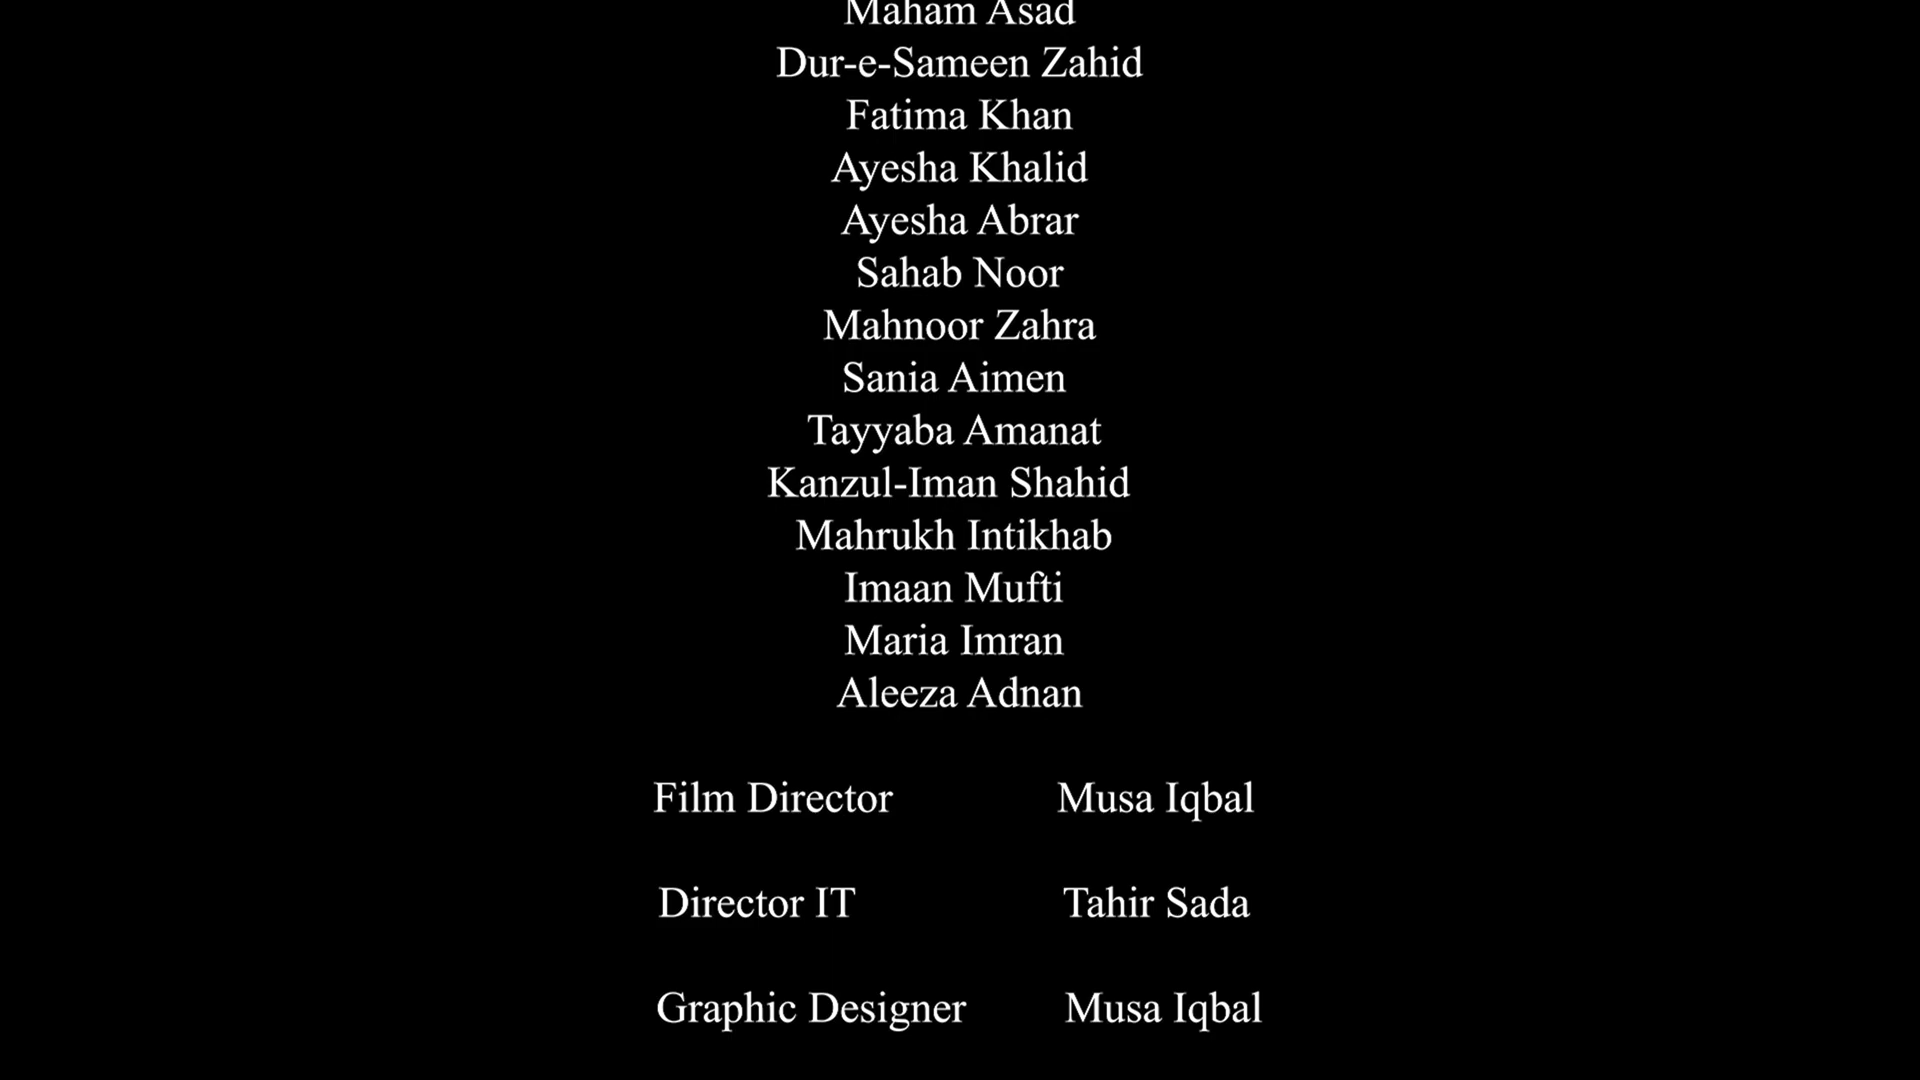 Maham Asad
Dur-e-Sameen Zahid
Fatima Khan
Ayesha Khalid
Ayesha Abrar
Sahab Noor
Mahnoor Zahra
Sania Aimen
Tayyaba Amanat
Kanzul-Iman Shahid
Mahrukh Intikhab
Imaan Mufti
Maria Imran
Aleeza Adnan
Film Director Musa Iqbal
Director IT Tahir Sada
Graphic Designer Musa Iqbal